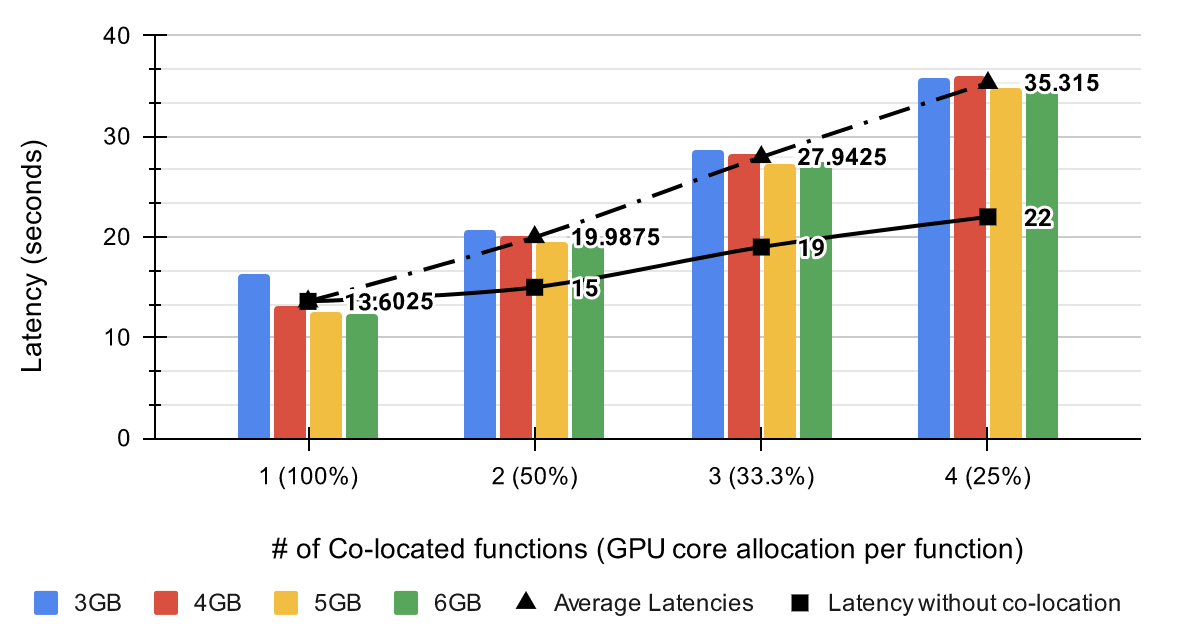 40
30
20
10
0
Latency (seconds)
35.315
27.9425
22
19.9875
19
15
13.6025
1 (100%)
2 (50%)
3 (33.3%)
4 (25%)
# of Co-located functions (GPU core allocation per function)
3GB
4GB
5GB
6GB
Average Latencies
Latency without co-location